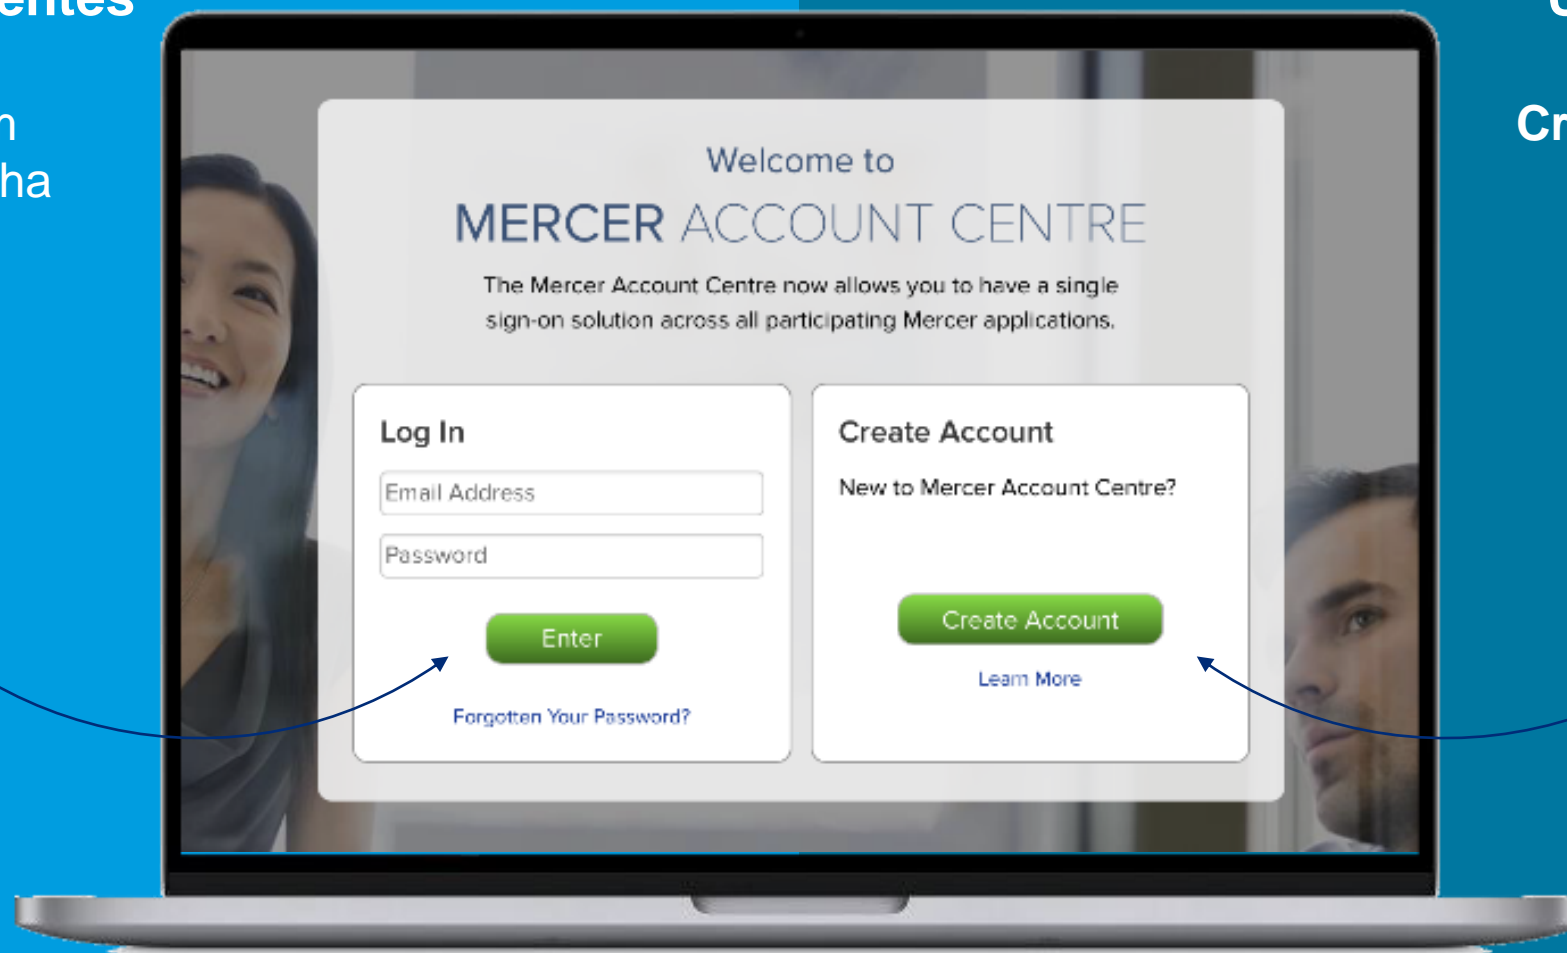 Welcome to
MERCER ACCOUNT CENTRE
The Mercer Account Centre now allows you to have a single
sign-on solution across all participating Mercer applications.
Log In
Email Address
Password
Enter
Forgotten Your Password?
Create Account
New to Mercer Account Centre?
Create Account
Learn More